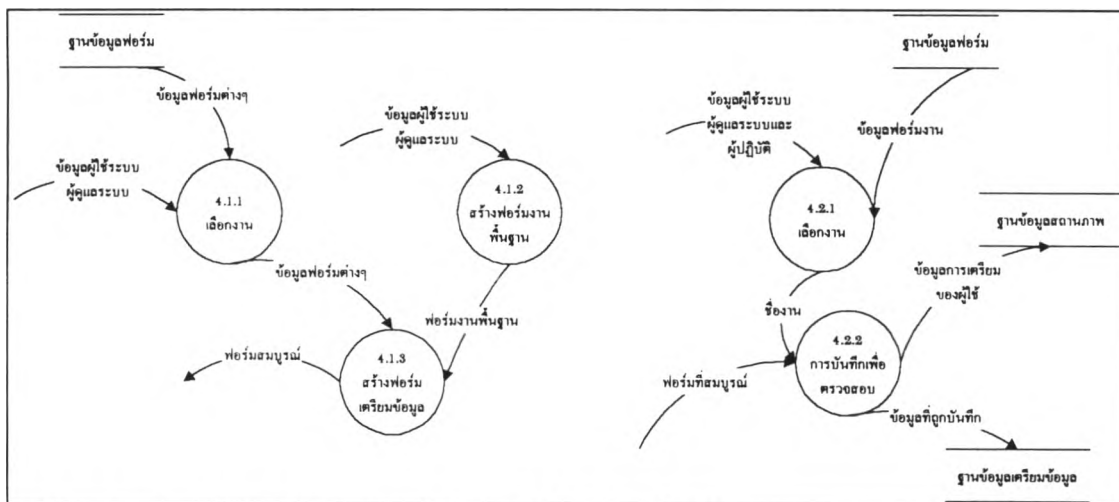 ฐานข้อมูลฟอร์ม
ข้อมูลฟอร์มต่างๆ
ข้อมูลผู้ใช้ระบบ
ผู้ดูแลระบบ
4.1.1
เลือกงาน
ข้อมูลผู้ใช้ระบบ
ผู้ดูแลระบบ
4.1.2
สร้างฟอร์มงาน
พื้นฐาน
ข้อมูลฟอร์มต่างๆ
ฟอร์มงานพื้นฐาน
4.1.3
สร้างฟอร์ม
เตรียมข้อมูล
ฟอร์มสมบูรณ์
ฐานข้อมูลฟอร์ม
ข้อมูลผู้ใช้ระบบ
ผู้ดูแลระบบและ
ผู้ปฏิบัติ
ข้อมูลฟอร์มงาน
4.2.1
เลือกงาน
ฐานข้อมูลสถานภาพ
ข้อมูลการเตรียม
ของผู้ใช้
ชื่องาน
4.2.2
การบันทึกเพื่อ
ตรวจสอบ
ฟอร์มที่สมบูรณ์
ข้อมูลที่ถูกบันทึก
ฐานข้อมูลเตรียมข้อมูล